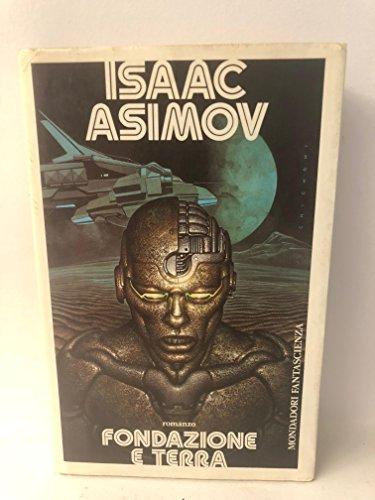 ISAAC
ASIMOV
romanzo
FONDAZIONE
E TERRA
MONDADORI FANTASCIENZA